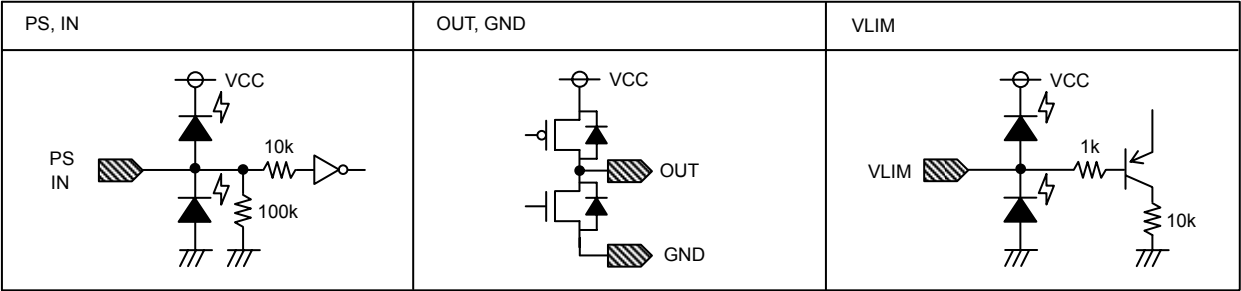 PS, IN
OUT, GND
VLIM
VCC
PS
IN
10k
100k
VCC
OUT
GND
VCC
VLIM
1k
10k